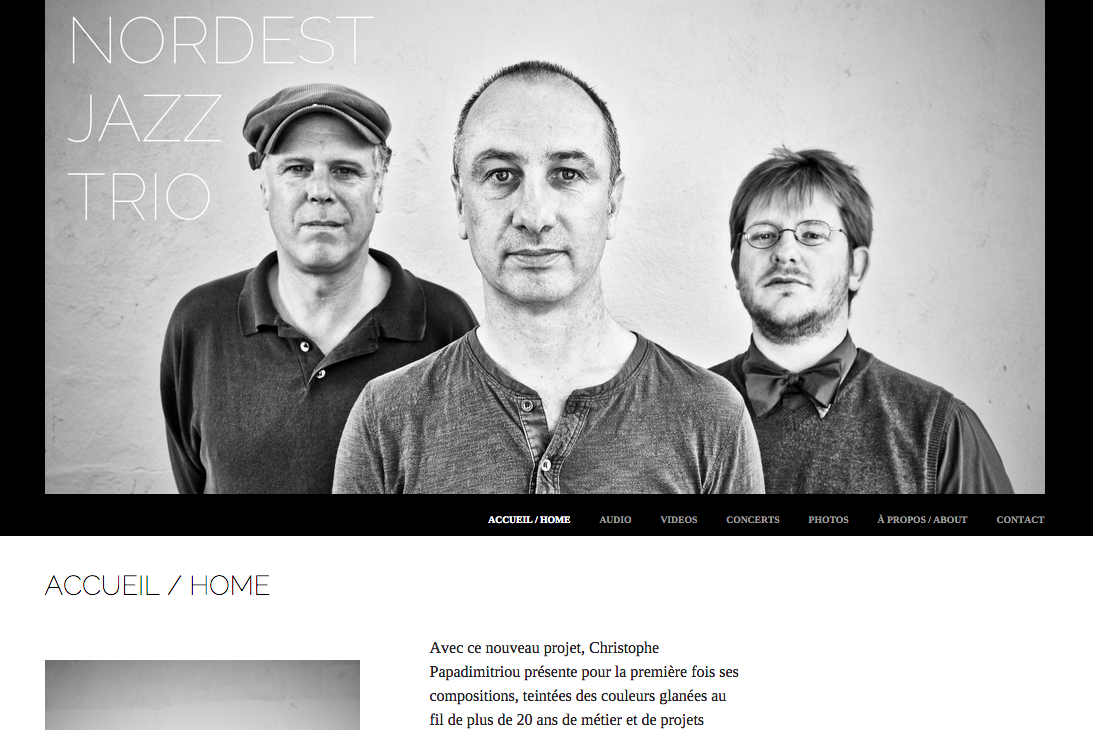 NORDEST
JAZZ
TRIO
ACCUEIL / HOME AUDIO VIDEOS CONCERTS PHOTOS À PROPOS / ABOUT CONTACT
ACCUEIL / HOME
Avec ce nouveau projet, Christophe
Papadimitriou présente pour la première fois ses
compositions, teintées des couleurs glanées au
fil de plus de 20 ans de métier et de projets